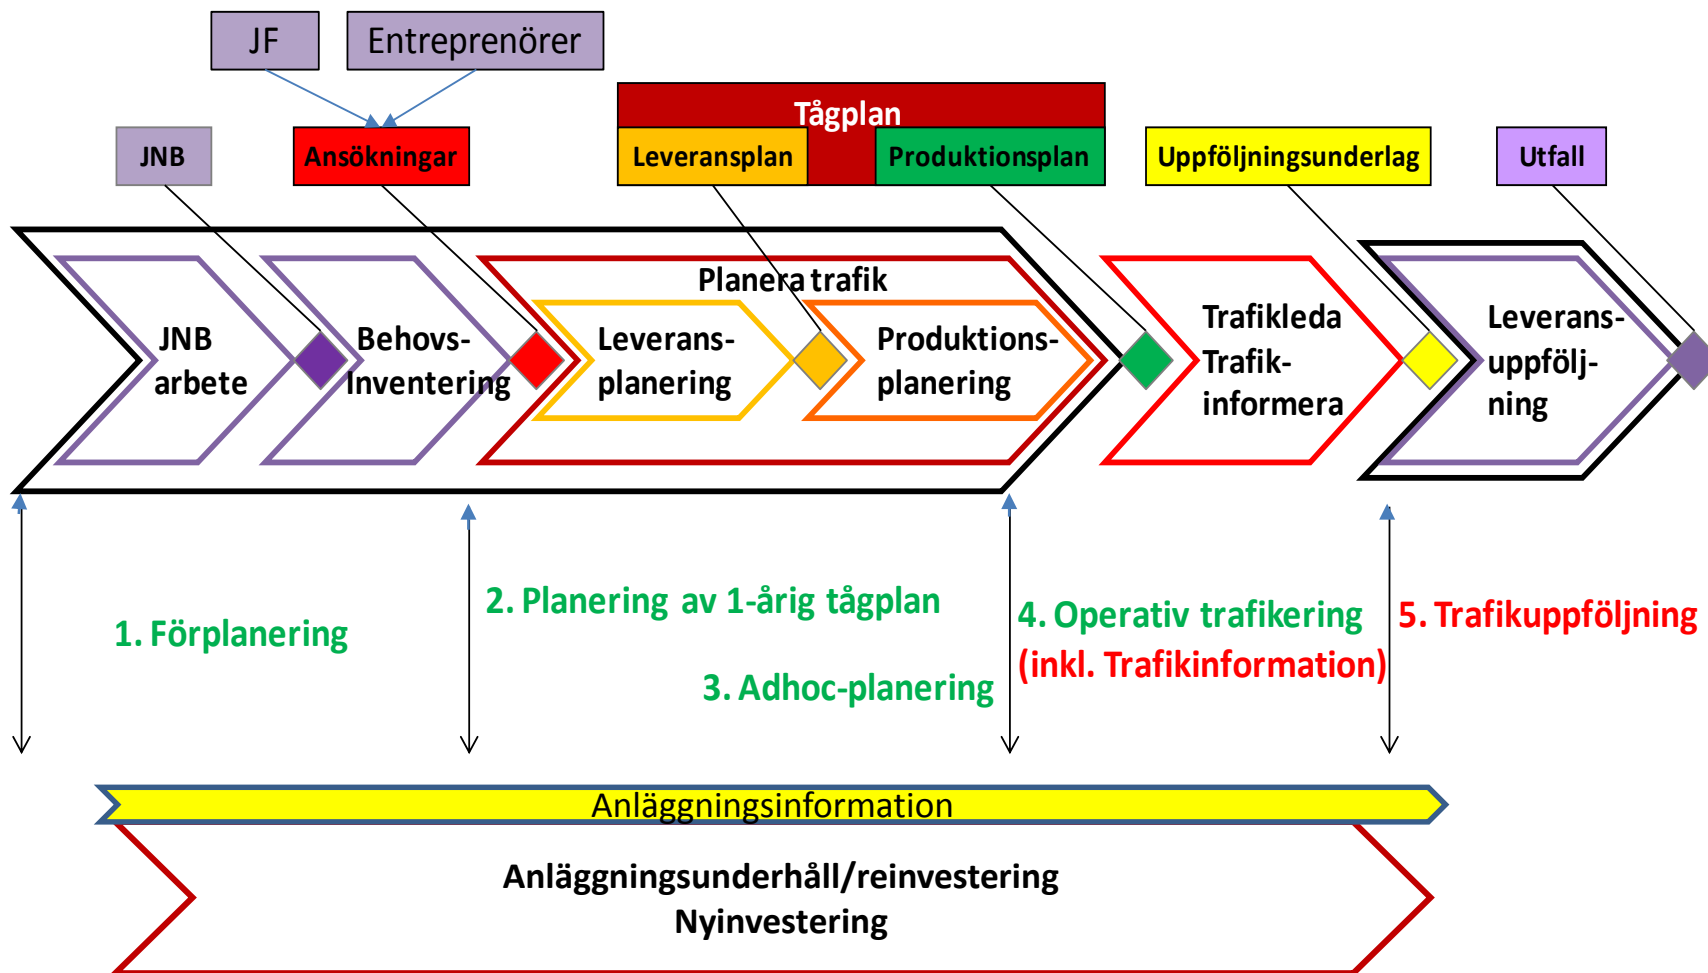 JF
Entreprenörer
Tågplan
JNB
Ansökningar
Leveransplan
Produktionsplan
Uppföljningsunderlag
Utfall
Planera trafik
JNB
arbete
Behovs-
Inventering
Leverans-
planering
Produktions-
planering
Trafikleda
Trafik-
informera
Leverans-
uppfölj-
ning
1. Förplanering
2. Planering av 1-årig tågplan
3. Adhoc-planering
4. Operativ trafikering
(inkl. Trafikinformation)
5. Trafikuppföljning
Anläggningsinformation
Anläggningsunderhåll/reinvestering
Nyinvestering